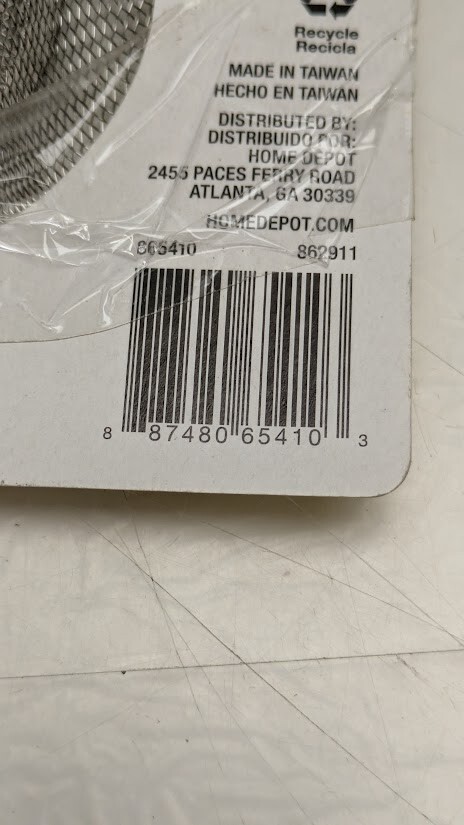 Recycle
Recicla
MADE IN TAIWAN
HECHO EN TAIWAN
DISTRIBUTED BY:
DISTRIBUIDO POR:
HOME DEPOT
2455 PACES FERRY ROAD
ATLANTA, GA 30339
HOMEDEPOT.COM
865410 862911
8 87480 65410 3